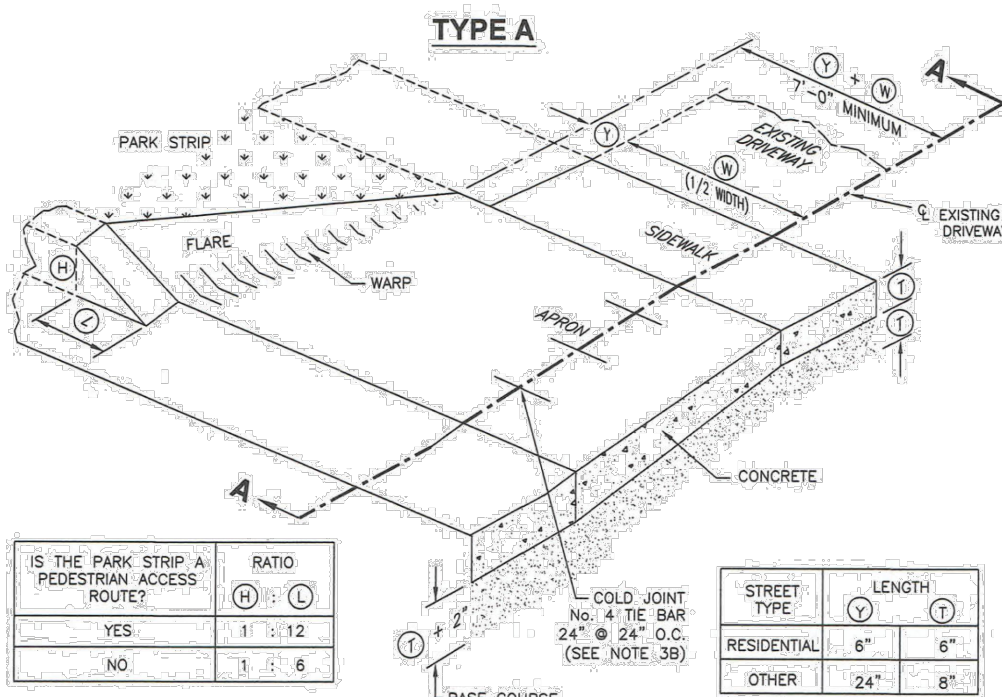 TYPE A
Y + W
7'-0" MINIMUM
A
PARK STRIP
Y
EXISTING
DRIVEWAY
W
(1/2 WIDTH)
℄ EXISTING
DRIVEWAY
FLARE
SIDEWALK
H
WARP
T
L
APRON
T
CONCRETE
A
IS THE PARK STRIP A
PEDESTRIAN ACCESS
ROUTE?
RATIO
H : L
YES 1 : 12
NO 1 : 6
T + 2"
COLD JOINT
No. 4 TIE BAR
24" @ 24" O.C.
(SEE NOTE 3B)
BASE COURSE
STREET
TYPE
LENGTH
Y T
RESIDENTIAL 6" 6"
OTHER 24" 8"